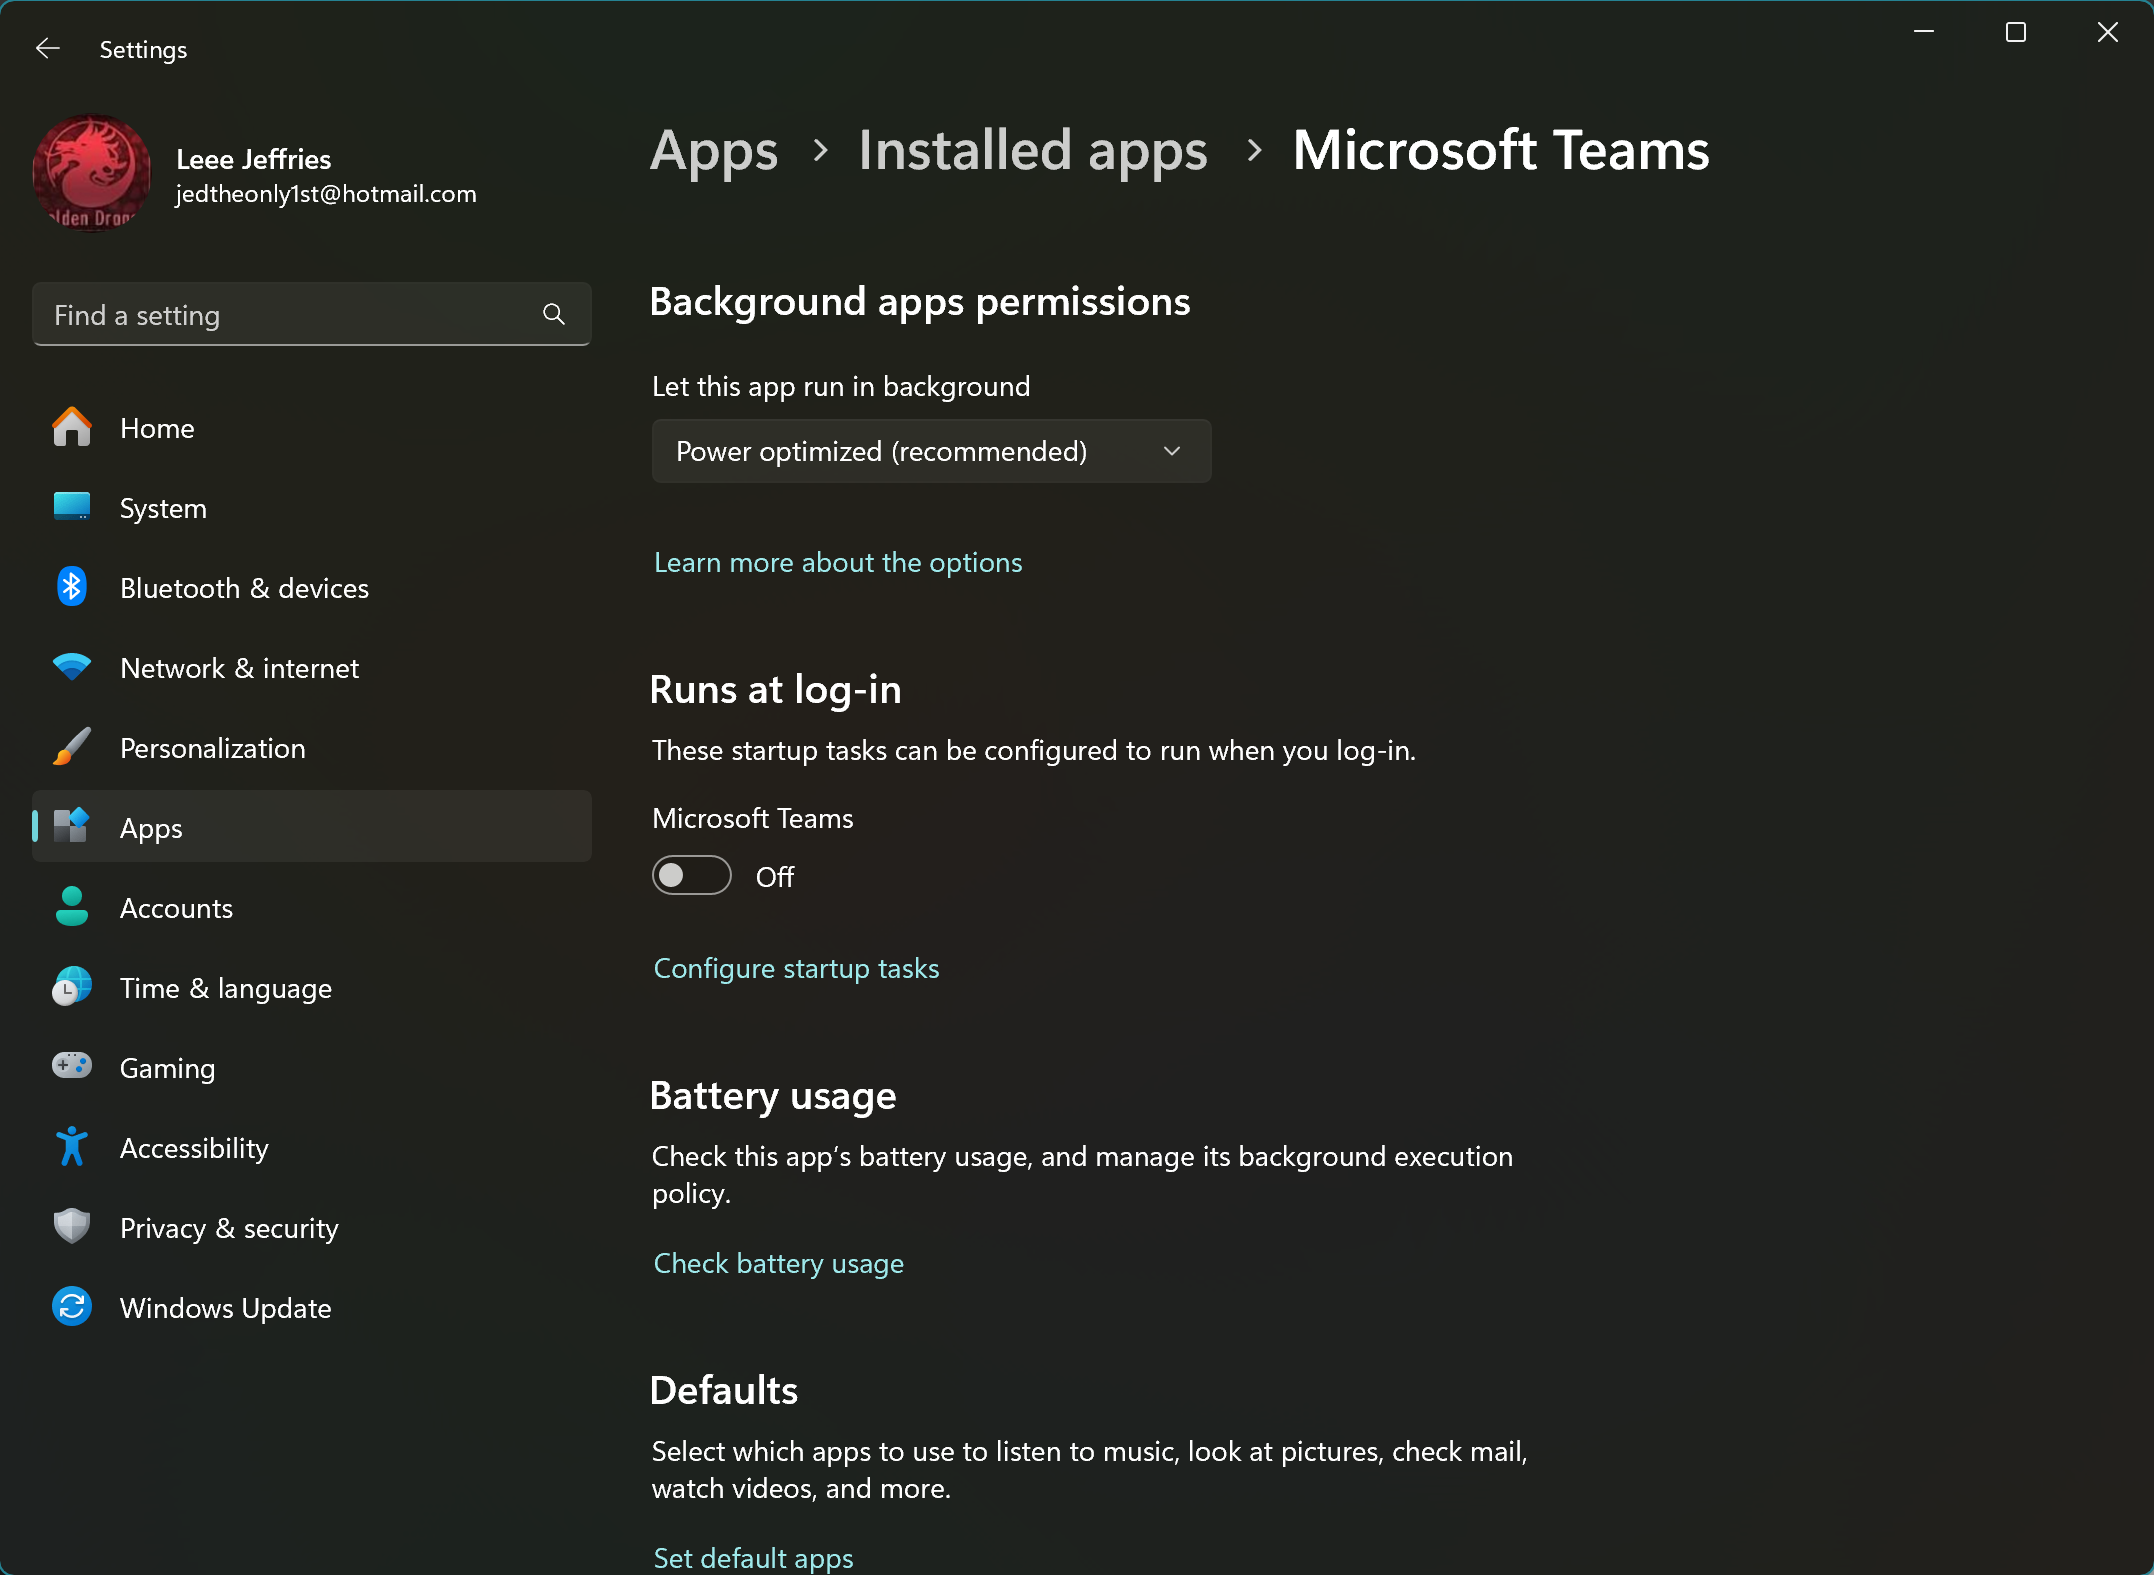 Settings
Leee Jeffries
jedtheonly1st@hotmail.com
Find a setting
Home
System
Bluetooth & devices
Network & internet
Personalization
Apps
Accounts
Time & language
Gaming
Accessibility
Privacy & security
Windows Update
Apps > Installed apps > Microsoft Teams
Background apps permissions
Let this app run in background
Power optimized (recommended)
Learn more about the options
Runs at log-in
These startup tasks can be configured to run when you log-in.
Microsoft Teams
Off
Configure startup tasks
Battery usage
Check this app's battery usage, and manage its background execution
policy.
Check battery usage
Defaults
Select which apps to use to listen to music, look at pictures, check mail,
watch videos, and more.
Set default apps